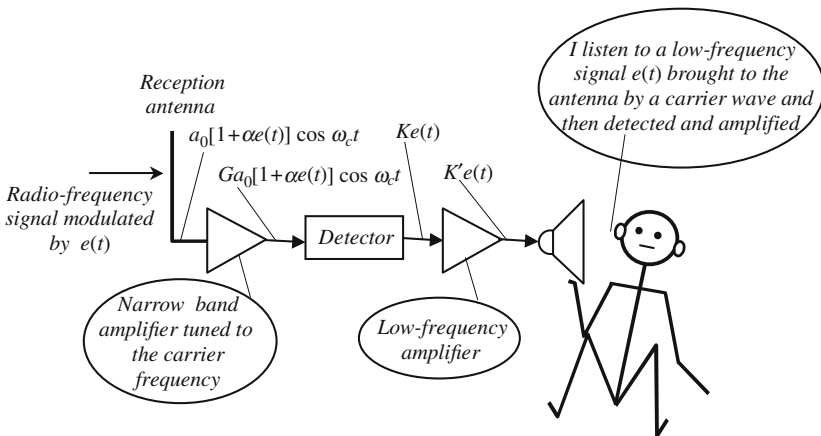 I listen to a low-frequency
signal e(t) brought to the
antenna by a carrier wave and
then detected and amplified
Reception
antenna
a₀[1+αe(t)] cos ω_c t
Ke(t)
Ga₀[1+αe(t)] cos ω_c t
K′e(t)
Radio-frequency
signal modulated
by e(t)
Detector
Narrow band
amplifier tuned to
the carrier
frequency
Low-frequency
amplifier